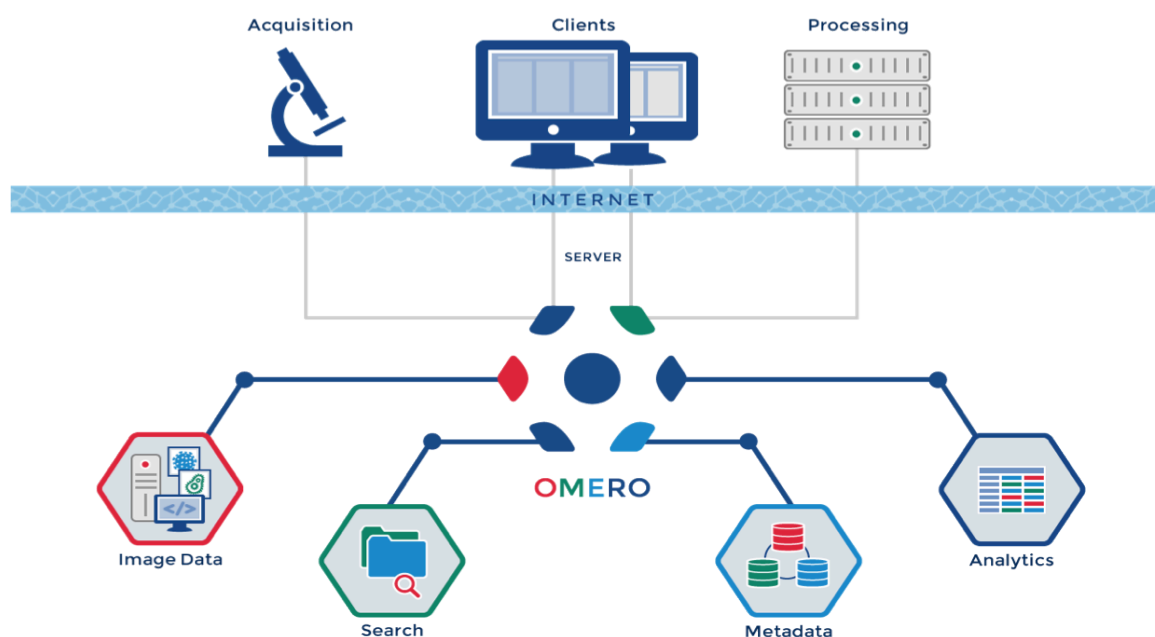 Acquisition
Clients
Processing
INTERNET
SERVER
OMERO
Image Data
Analytics
Search
Metadata